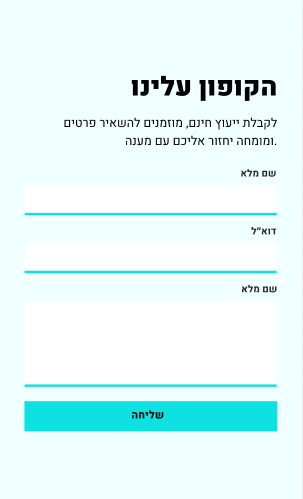 הקופון עלינו
לקבלת ייעוץ חינם, מוזמנים להשאיר פרטים
ומומחה יחזור אליכם עם מענה.
שם מלא
דוא״ל
שם מלא
שליחה